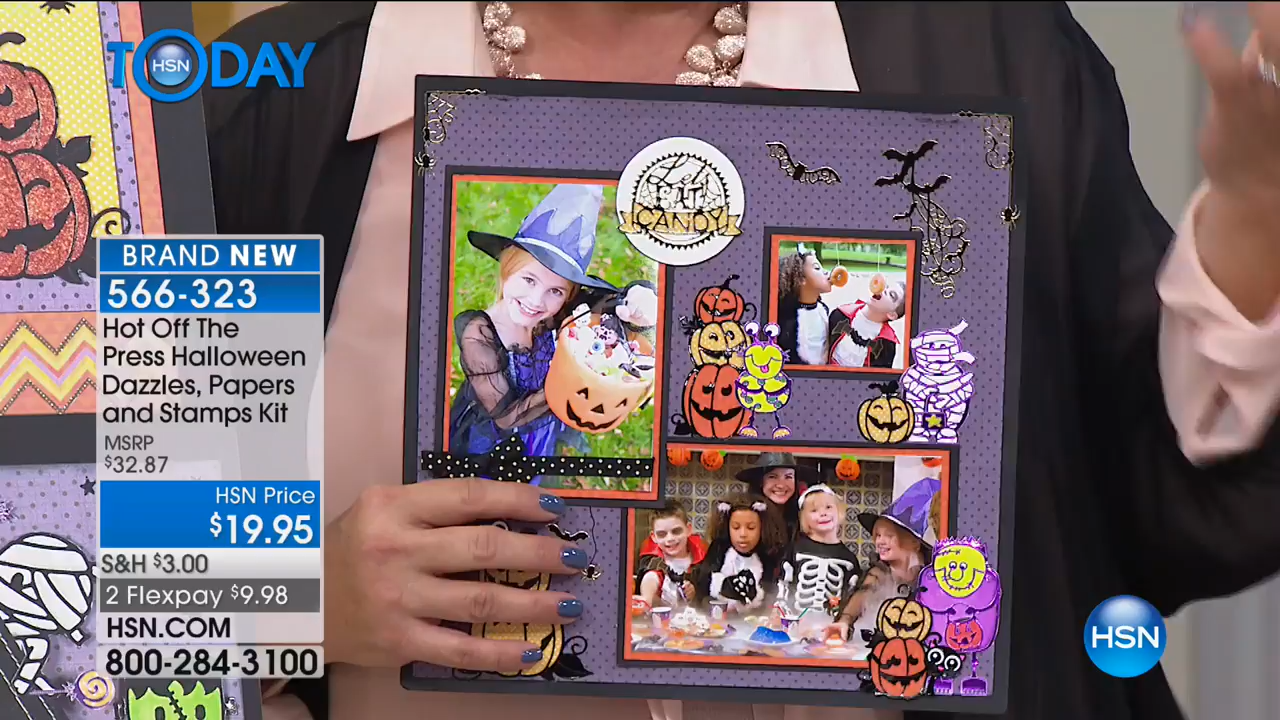 TODAY
HSN
BRAND NEW
566-323
Hot Off The
Press Halloween
Dazzles, Papers
and Stamps Kit
MSRP
$32.87
HSN Price
$19.95
S&H $3.00
2 Flexpay $9.98
HSN.COM
800-284-3100
Let's
EAT
CANDY
HSN